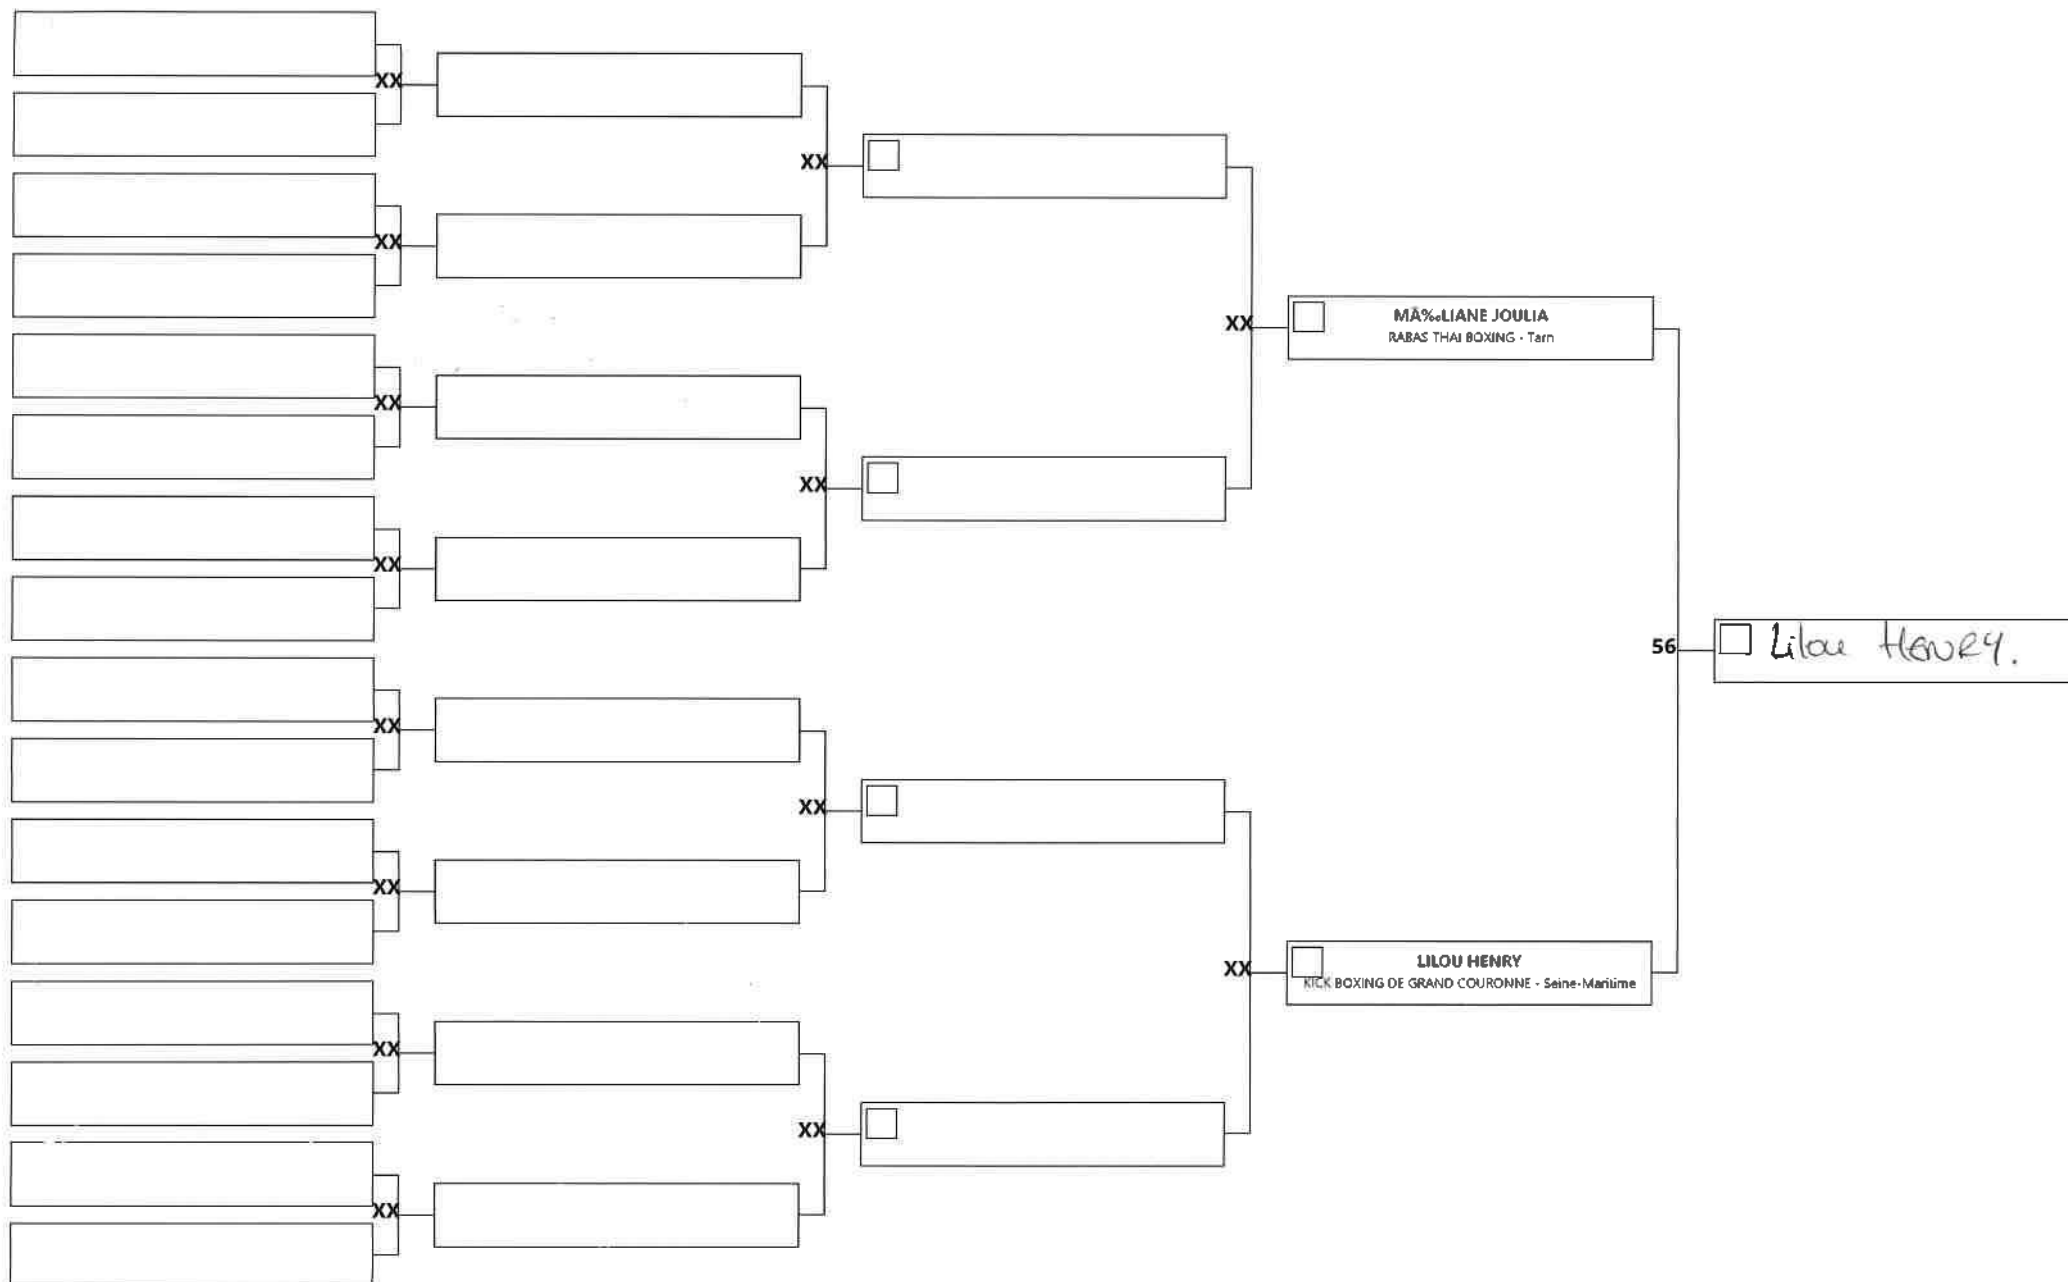 XX
XX
XX
XX
XX
XX
XX
XX
XX
XX
XX
XX
XX
MÃ‰LIANE JOULIA
RABAS THAI BOXING - Tarn
56
Lilou HENRY.
XX
LILOU HENRY
KICK BOXING DE GRAND COURONNE - Seine-Maritime